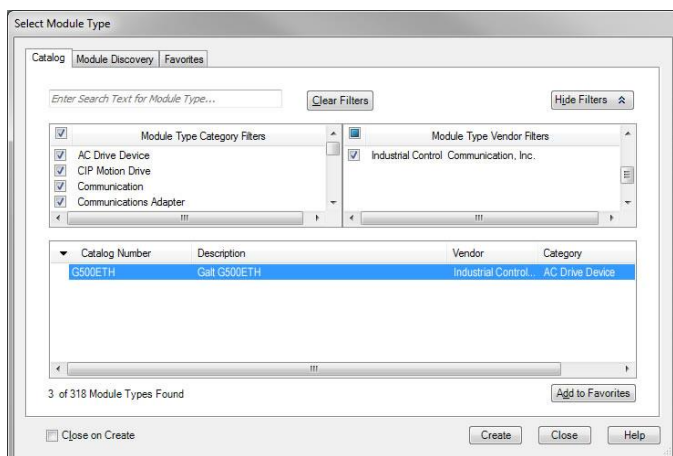 Select Module Type
Catalog Module Discovery Favorites
Enter Search Text for Module Type...
Clear Filters
Hide Filters
Module Type Category Filters
Module Type Vendor Filters
AC Drive Device
Industrial Control Communication, Inc.
CIP Motion Drive
Communication
Communications Adapter
Catalog Number Description Vendor Category
G500ETH Galt G500ETH Industrial Control... AC Drive Device
3 of 318 Module Types Found
Add to Favorites
Close on Create
Create Close Help